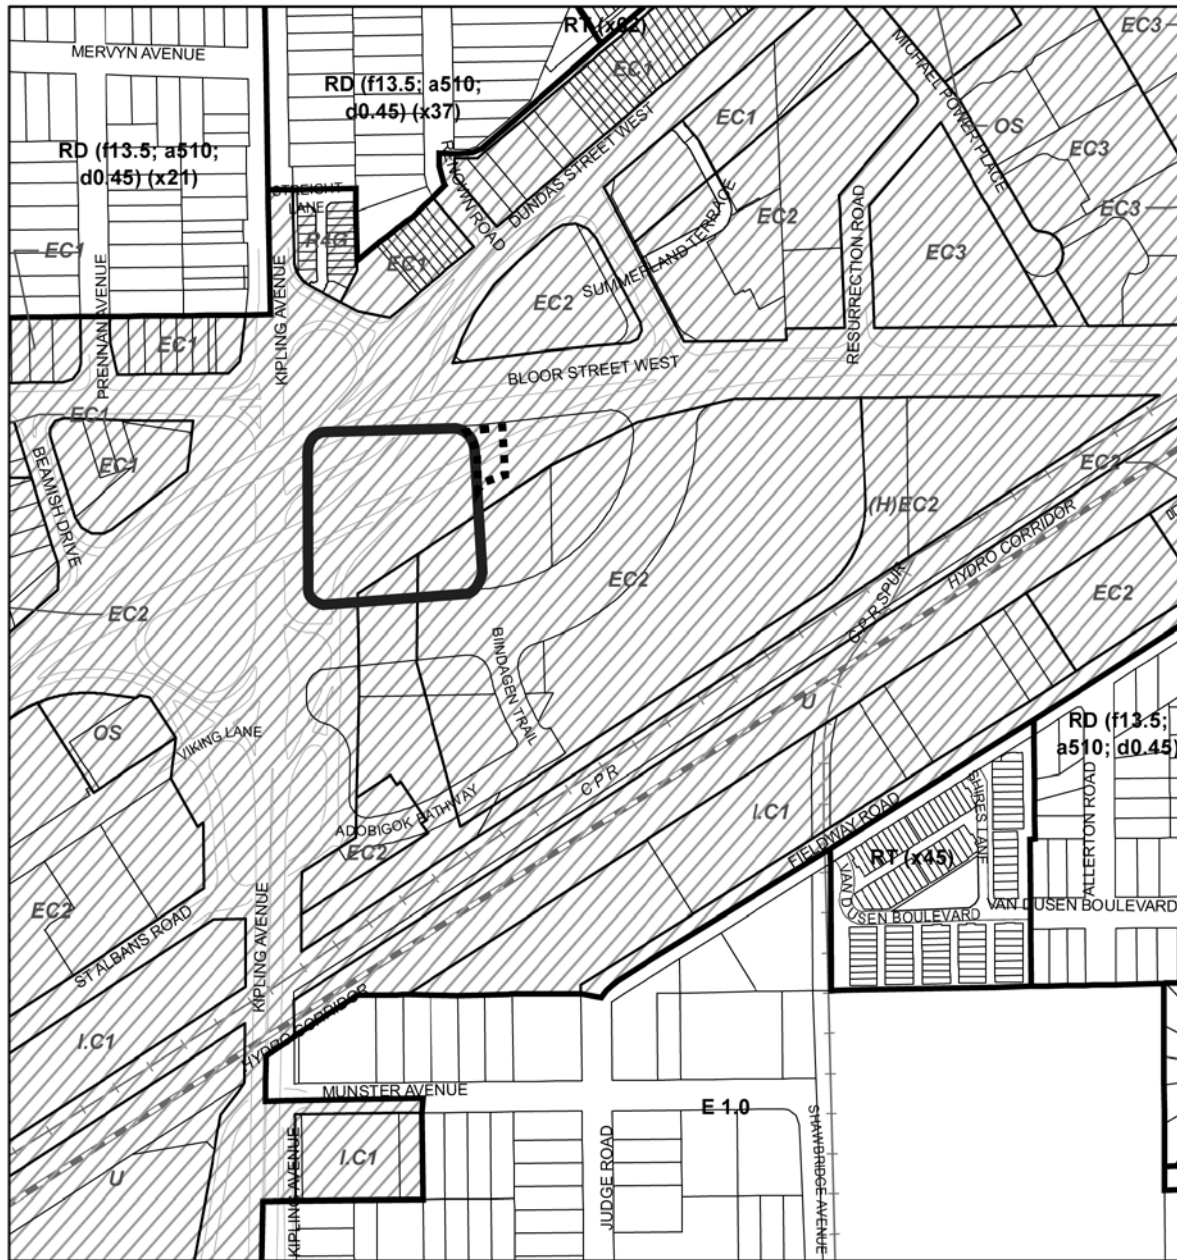 RT (x62)
EC3
MERVYN AVENUE
MICHAEL POWER PLACE
EC1
RD (f13.5; a510;
d0.45) (x37)
EC1
OS
EC3
RD (f13.5; a510;
d0.45) (x21)
RENOWN ROAD
DUNDAS STREET WEST
STREIGHT
LANE
EC3
EC2
SUMMERLAND TERRACE
R4G
EC1
EC1
EC3
RESURRECTION ROAD
PRENNAN AVENUE
KIPLING AVENUE
EC2
EC1
BLOOR STREET WEST
EC1
EC1
BEAMISH DRIVE
EC2
(H)EC2
HYDRO CORRIDOR
EC2
EC2
EC2
C P R SPUR
BIINDAGEN TRAIL
OS
VIKING LANE
U
RD (f13.5;
a510; d0.45)
C P R
ADOBIGOK PATHWAY
I.C1
SHIRES LANE
ALLERTON ROAD
FIELDWAY ROAD
EC2
RT (x45)
EC2
VAN DUSEN BOULEVARD
VAN DUSEN BOULEVARD
ST ALBANS ROAD
KIPLING AVENUE
I.C1
HYDRO CORRIDOR
MUNSTER AVENUE
E 1.0
SHAWBRIDGE AVENUE
JUDGE ROAD
KIPLING AVENUE
I.C1
U